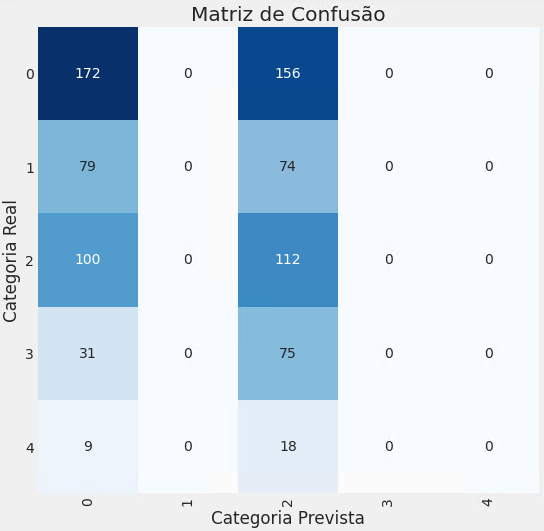 Matriz de Confusão
Categoria Real
0 172 0 156 0 0
1 79 0 74 0 0
2 100 0 112 0 0
3 31 0 75 0 0
4 9 0 18 0 0
0 1 2 3 4
Categoria Prevista